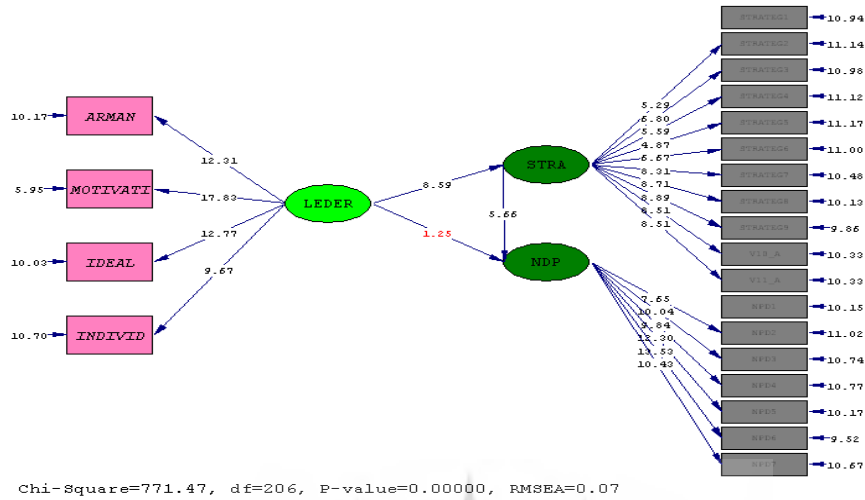 10.17 ARMAN
5.95 MOTIVATI
10.03 IDEAL
10.70 INDIVID
12.31
17.83
12.77
9.67
LEDER
8.59
1.25
STRA
5.66
NDP
5.29
6.80
5.59
4.87
6.67
8.31
8.71
8.89
8.51
8.51
7.65
10.04
9.84
12.30
13.53
10.43
STRATEG1 10.94
STRATEG2 11.14
STRATEG3 10.98
STRATEG4 11.12
STRATEG5 11.17
STRATEG6 11.00
STRATEG7 10.48
STRATEG8 10.13
STRATEG9 9.86
V10_A 10.33
V11_A 10.33
NPD1 10.15
NPD2 11.02
NPD3 10.74
NPD4 10.77
NPD5 10.17
NPD6 9.52
NPD7 10.67
Chi-Square=771.47, df=206, P-value=0.00000, RMSEA=0.07